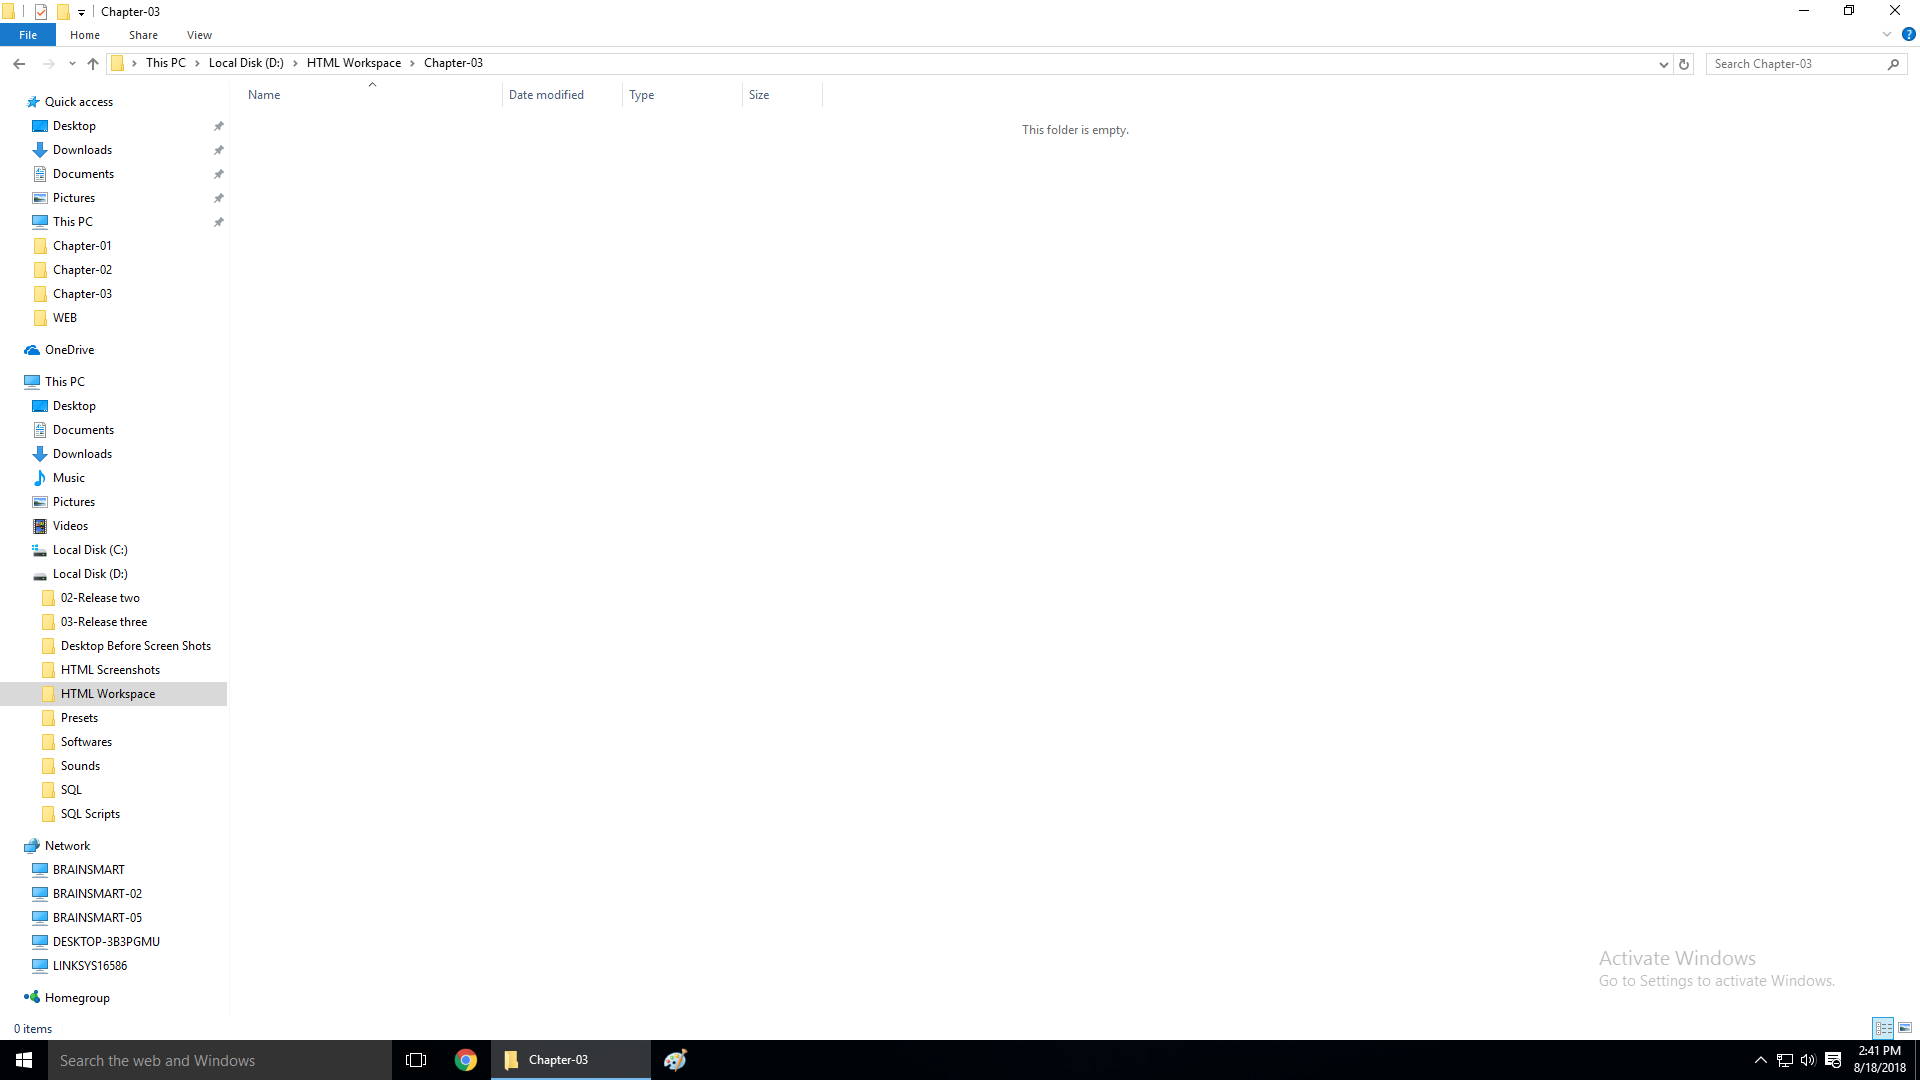 Chapter-03
File Home Share View
This PC Local Disk (D:) HTML Workspace Chapter-03
Search Chapter-03
Name Date modified Type Size
This folder is empty.
Quick access
Desktop
Downloads
Documents
Pictures
This PC
Chapter-01
Chapter-02
Chapter-03
WEB
OneDrive
This PC
Desktop
Documents
Downloads
Music
Pictures
Videos
Local Disk (C:)
Local Disk (D:)
02-Release two
03-Release three
Desktop Before Screen Shots
HTML Screenshots
HTML Workspace
Presets
Softwares
Sounds
SQL
SQL Scripts
Network
BRAINSMART
BRAINSMART-02
BRAINSMART-05
DESKTOP-3B3PGMU
LINKSYS16586
Homegroup
Activate Windows
Go to Settings to activate Windows.
0 items
Search the web and Windows
Chapter-03
2:41 PM
8/18/2018